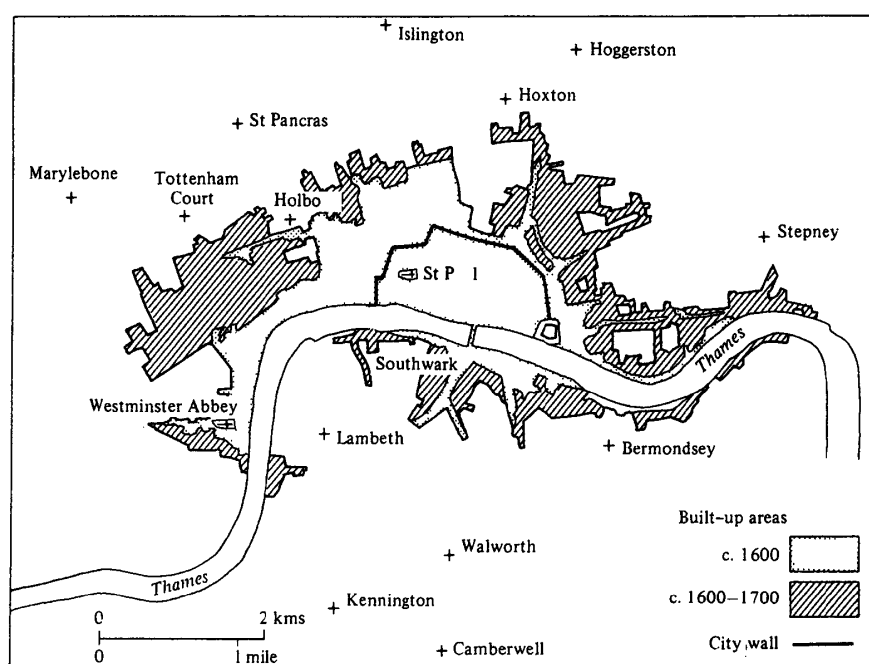 Islington
Hoggerston
Hoxton
St Pancras
Marylebone
Tottenham
Court
Holbo
Stepney
St P l
Thames
Southwark
Westminster Abbey
Lambeth
Bermondsey
Built-up areas
c. 1600
Walworth
Thames
c. 1600–1700
Kennington
0 2 kms
0 1 mile
Camberwell
City wall